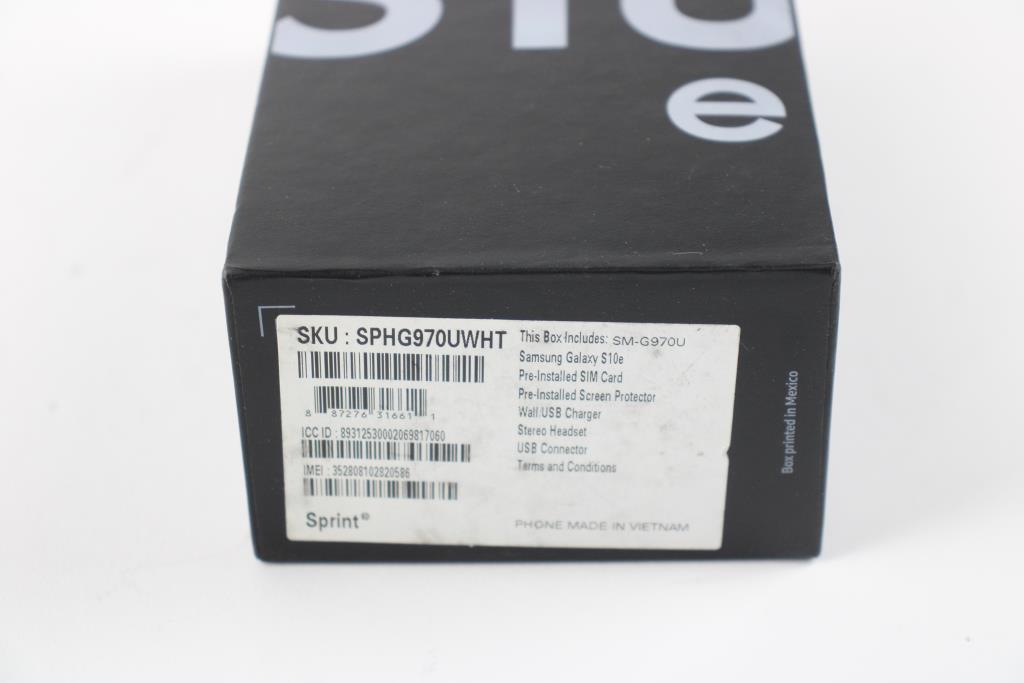 S10
e
SKU : SPHG970UWHT
8 87276 31661 1
ICC ID : 89312530002069817060
IMEI : 352808102820586
Sprint®
This Box Includes: SM-G970U
Samsung Galaxy S10e
Pre-Installed SIM Card
Pre-Installed Screen Protector
Wall/USB Charger
Stereo Headset
USB Connector
Terms and Conditions
PHONE MADE IN VIETNAM
Box printed in Mexico